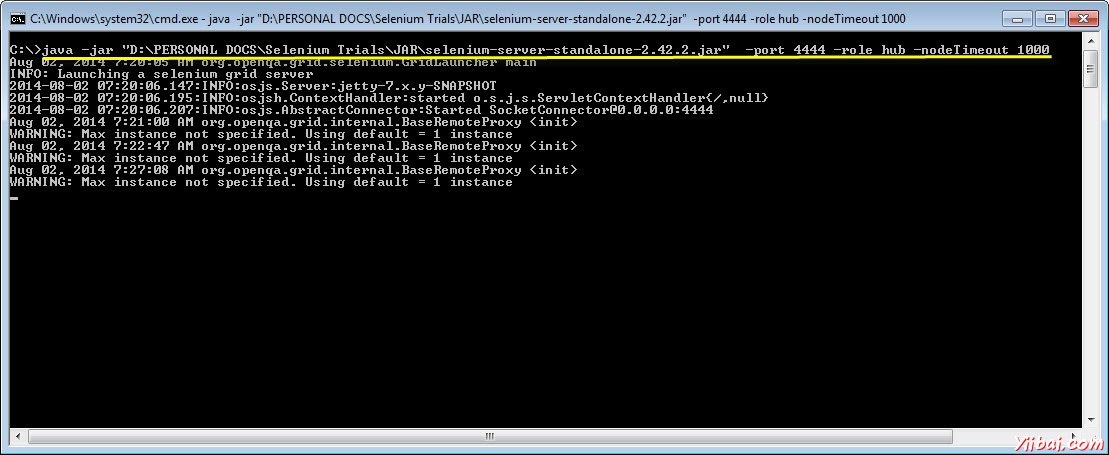 C:\Windows\system32\cmd.exe - java  -jar "D:\PERSONAL DOCS\Selenium Trials\JAR\selenium-server-standalone-2.42.2.jar"  -port 4444 -role hub -nodeTimeout 1000
C:\>java -jar "D:\PERSONAL DOCS\Selenium Trials\JAR\selenium-server-standalone-2.42.2.jar"  -port 4444 -role hub -nodeTimeout 1000
Aug 02, 2014 7:20:05 AM org.openqa.grid.selenium.GridLauncher main
INFO: Launching a selenium grid server
2014-08-02 07:20:06.147:INFO:osjs.Server:jetty-7.x.y-SNAPSHOT
2014-08-02 07:20:06.195:INFO:osjsh.ContextHandler:started o.s.j.s.ServletContextHandler{/,null}
2014-08-02 07:20:06.207:INFO:osjs.AbstractConnector:Started SocketConnector@0.0.0.0:4444
Aug 02, 2014 7:21:00 AM org.openqa.grid.internal.BaseRemoteProxy <init>
WARNING: Max instance not specified. Using default = 1 instance
Aug 02, 2014 7:22:47 AM org.openqa.grid.internal.BaseRemoteProxy <init>
WARNING: Max instance not specified. Using default = 1 instance
Aug 02, 2014 7:27:08 AM org.openqa.grid.internal.BaseRemoteProxy <init>
WARNING: Max instance not specified. Using default = 1 instance
Yiibai.com